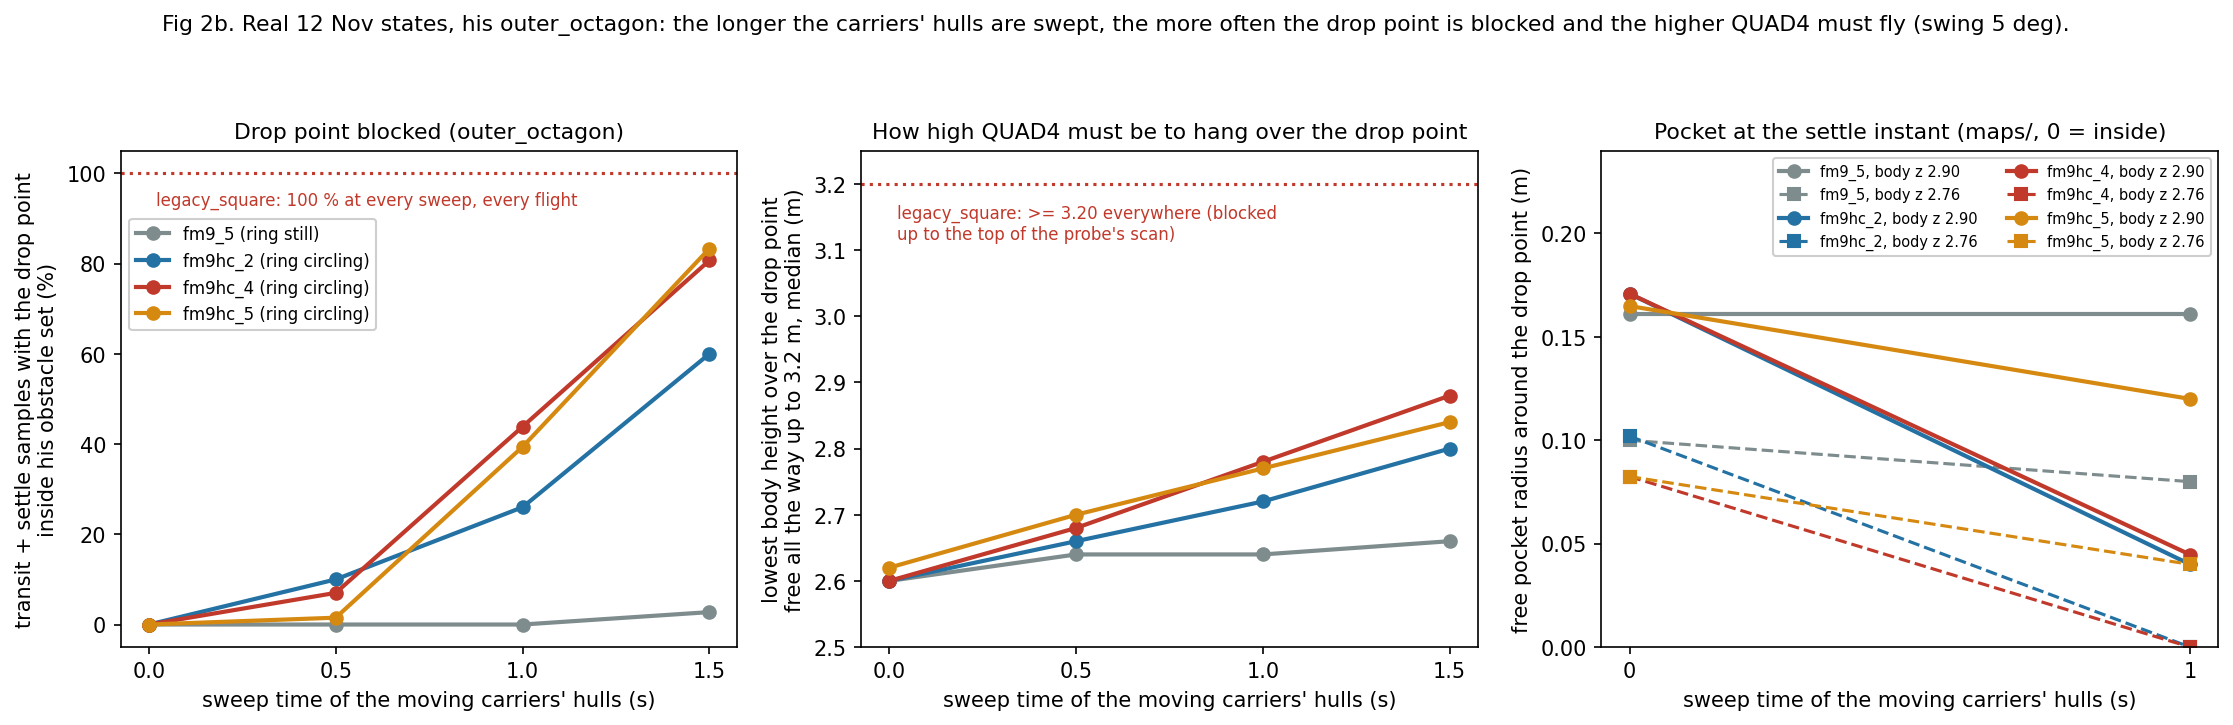 Fig 2b. Real 12 Nov states, his outer_octagon: the longer the carriers' hulls are swept, the more often the drop point is blocked and the higher QUAD4 must fly (swing 5 deg).
Drop point blocked (outer_octagon)
transit + settle samples with the drop point
inside his obstacle set (%)
100
80
60
40
20
0
legacy_square: 100 % at every sweep, every flight
fm9_5 (ring still)
fm9hc_2 (ring circling)
fm9hc_4 (ring circling)
fm9hc_5 (ring circling)
0.0
0.5
1.0
1.5
sweep time of the moving carriers' hulls (s)
How high QUAD4 must be to hang over the drop point
lowest body height over the drop point
free all the way up to 3.2 m, median (m)
3.2
3.1
3.0
2.9
2.8
2.7
2.6
2.5
legacy_square: >= 3.20 everywhere (blocked
up to the top of the probe's scan)
0.0
0.5
1.0
1.5
sweep time of the moving carriers' hulls (s)
Pocket at the settle instant (maps/, 0 = inside)
free pocket radius around the drop point (m)
0.20
0.15
0.10
0.05
0.00
fm9_5, body z 2.90
fm9_5, body z 2.76
fm9hc_2, body z 2.90
fm9hc_2, body z 2.76
fm9hc_4, body z 2.90
fm9hc_4, body z 2.76
fm9hc_5, body z 2.90
fm9hc_5, body z 2.76
0
1
sweep time of the moving carriers' hulls (s)